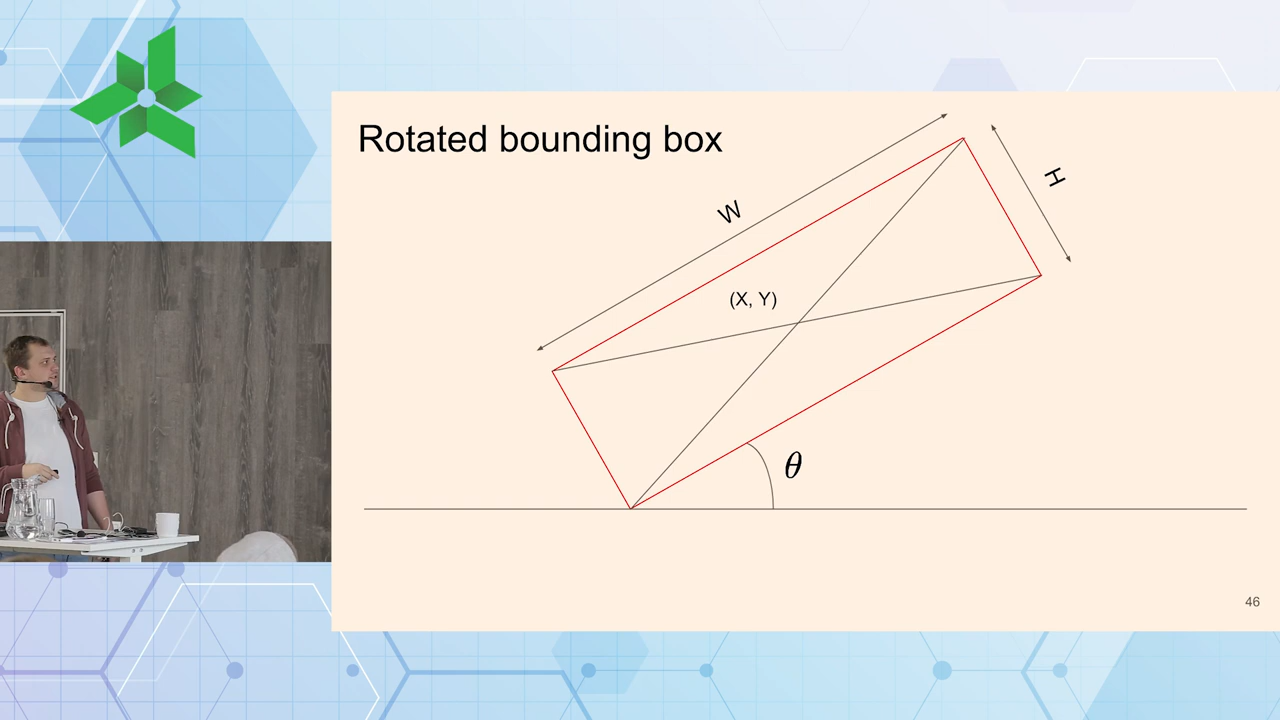 Rotated bounding box
W
H
(X, Y)
θ
46